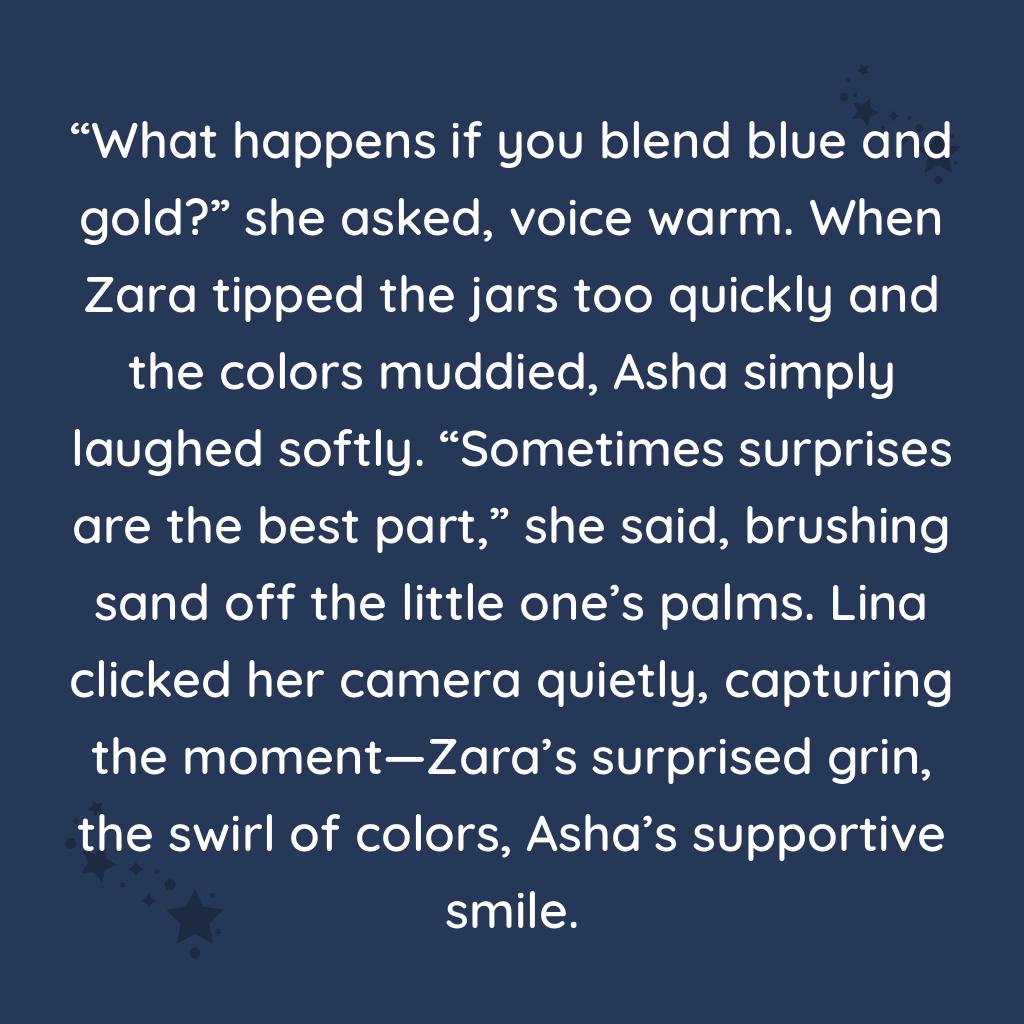 “What happens if you blend blue and
gold?” she asked, voice warm. When
Zara tipped the jars too quickly and
the colors muddied, Asha simply
laughed softly. “Sometimes surprises
are the best part,” she said, brushing
sand off the little one’s palms. Lina
clicked her camera quietly, capturing
the moment—Zara’s surprised grin,
the swirl of colors, Asha’s supportive
smile.